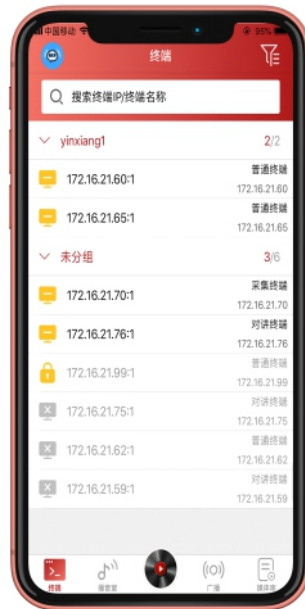 中国移动
95%
终端
搜索终端IP/终端名称
yinxiang1 2/2
172.16.21.60:1 普通终端
172.16.21.60
172.16.21.65:1 普通终端
172.16.21.65
未分组 3/6
172.16.21.70:1 采集终端
172.16.21.70
172.16.21.76:1 对讲终端
172.16.21.76
172.16.21.99:1 普通终端
172.16.21.99
172.16.21.75:1 对讲终端
172.16.21.75
172.16.21.62:1 普通终端
172.16.21.62
172.16.21.59:1 对讲终端
172.16.21.59
终端 播音室 广播 媒体库